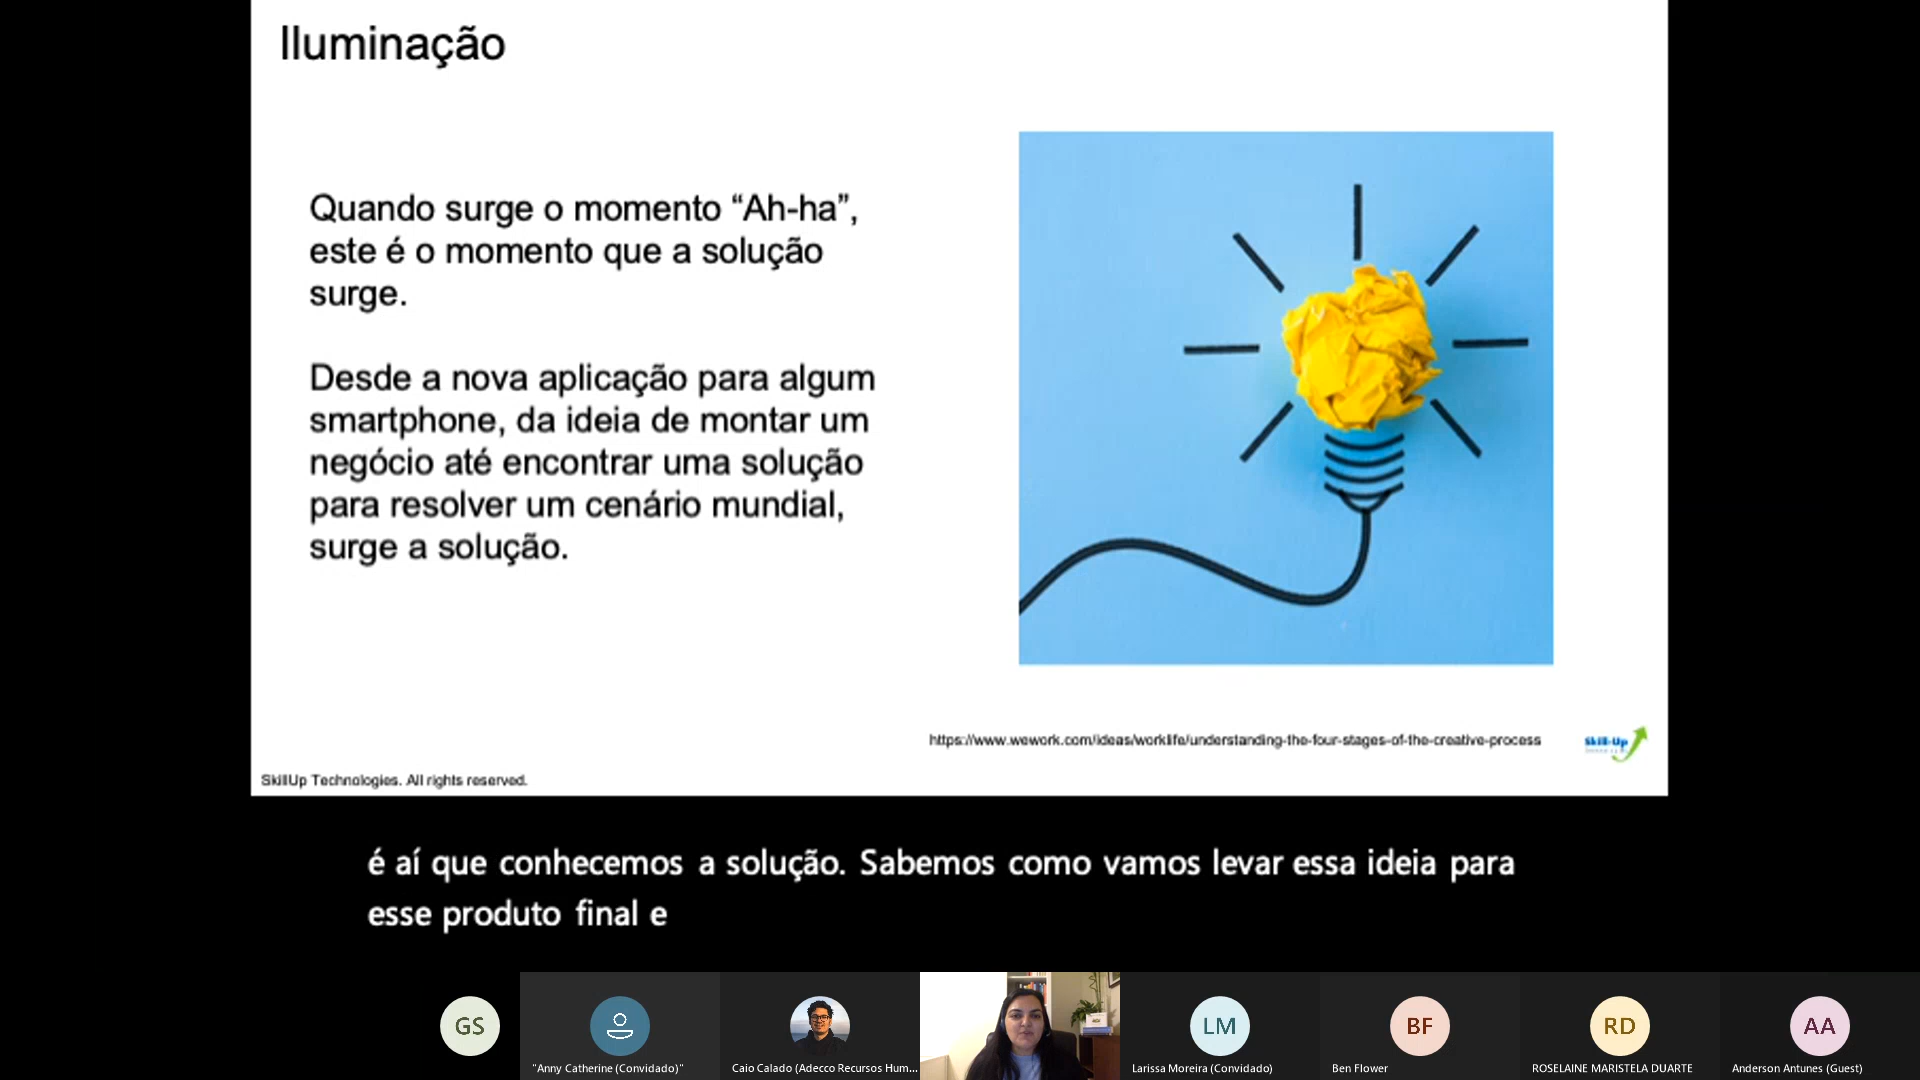 Iluminação
Quando surge o momento “Ah-ha”,
este é o momento que a solução
surge.
Desde a nova aplicação para algum
smartphone, da ideia de montar um
negócio até encontrar uma solução
para resolver um cenário mundial,
surge a solução.
https://www.wework.com/ideas/worklife/understanding-the-four-stages-of-the-creative-process
Skill-Up
SkillUp Technologies. All rights reserved.
é aí que conhecemos a solução. Sabemos como vamos levar essa ideia para
esse produto final e
GS
LM
BF
RD
AA
"Anny Catherine (Convidado)"
Caio Calado (Adecco Recursos Hum...
Larissa Moreira (Convidado)
Ben Flower
ROSELAINE MARISTELA DUARTE
Anderson Antunes (Guest)